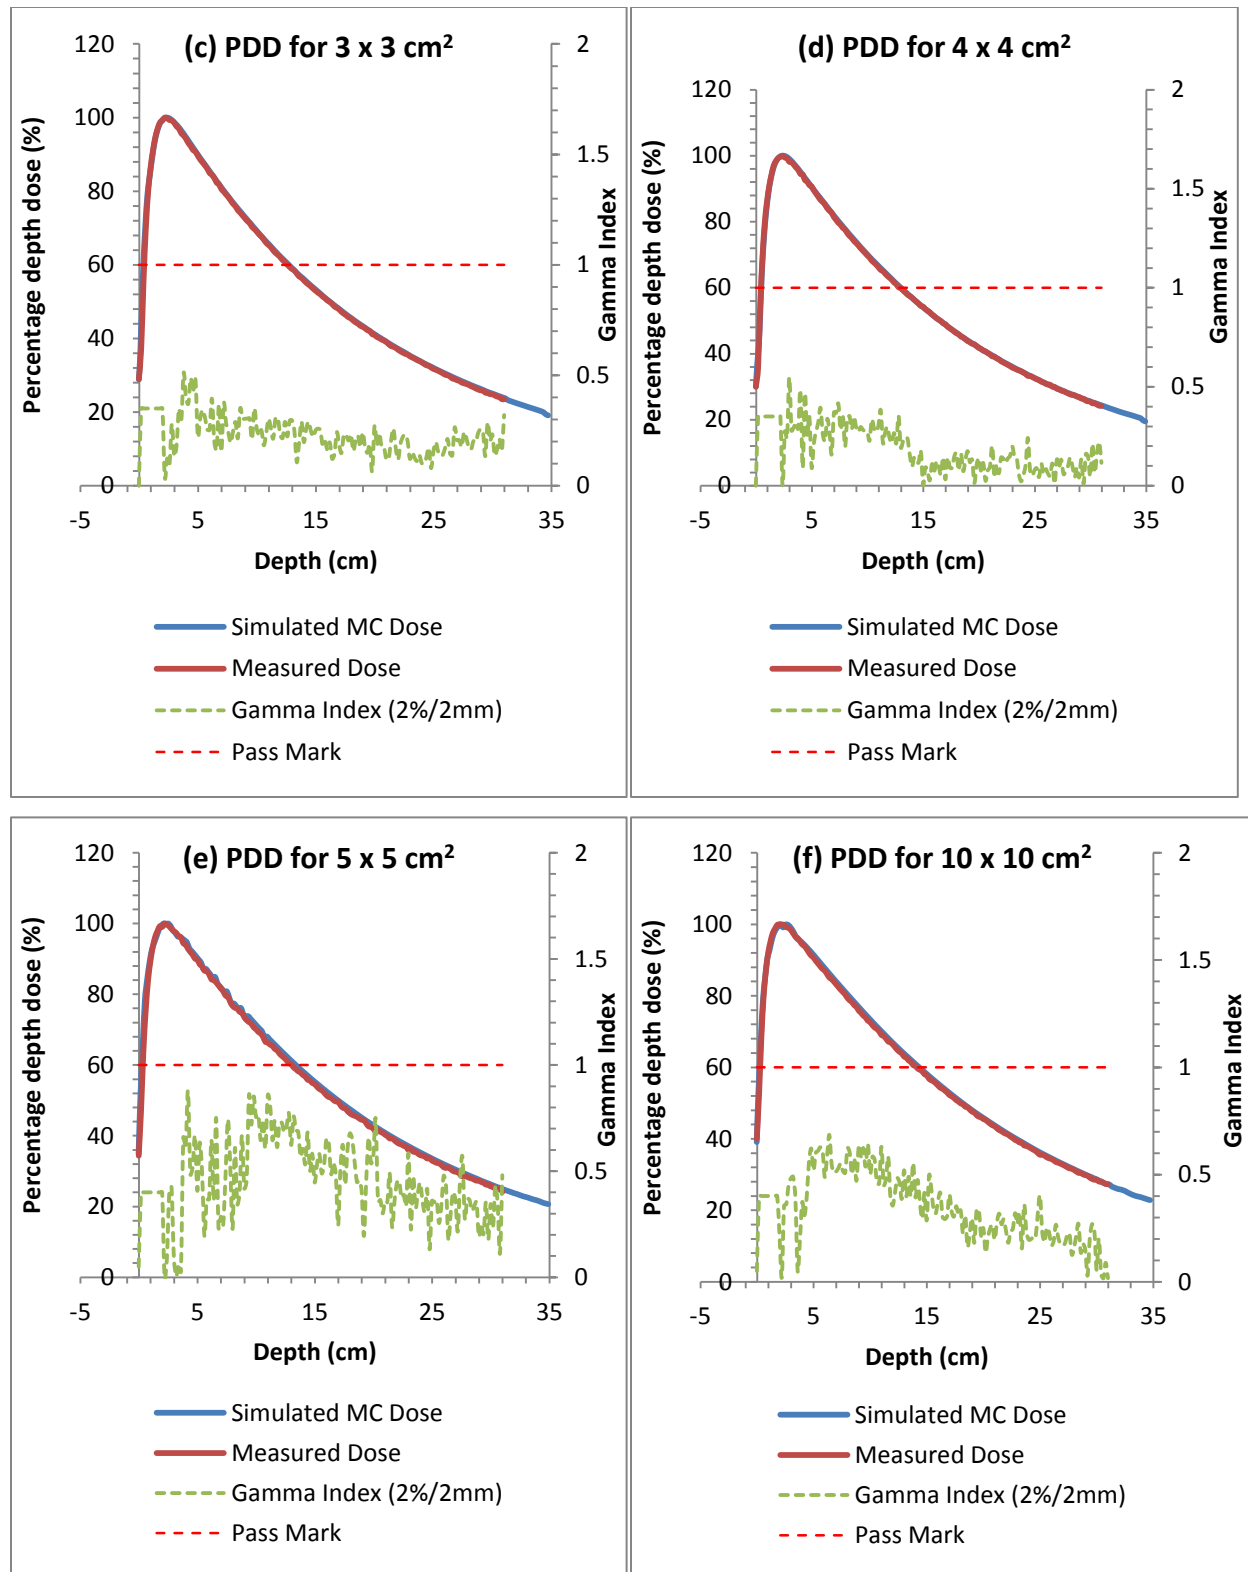 (c) PDD for 3 x 3 cm²
Percentage depth dose (%)
120
100
80
60
40
20
0
2
1.5
1
0.5
0
Gamma Index
-5 5 15 25 35
Depth (cm)
Simulated MC Dose
Measured Dose
Gamma Index (2%/2mm)
Pass Mark
(d) PDD for 4 x 4 cm²
Percentage depth dose (%)
120
100
80
60
40
20
0
2
1.5
1
0.5
0
Gamma Index
-5 5 15 25 35
Depth (cm)
Simulated MC Dose
Measured Dose
Gamma Index (2%/2mm)
Pass Mark
(e) PDD for 5 x 5 cm²
Percentage depth dose (%)
120
100
80
60
40
20
0
2
1.5
1
0.5
0
Gamma Index
-5 5 15 25 35
Depth (cm)
Simulated MC Dose
Measured Dose
Gamma Index (2%/2mm)
Pass Mark
(f) PDD for 10 x 10 cm²
Percentage depth dose (%)
120
100
80
60
40
20
0
2
1.5
1
0.5
0
Gamma Index
-5 5 15 25 35
Depth (cm)
Simulated MC Dose
Measured Dose
Gamma Index (2%/2mm)
Pass Mark